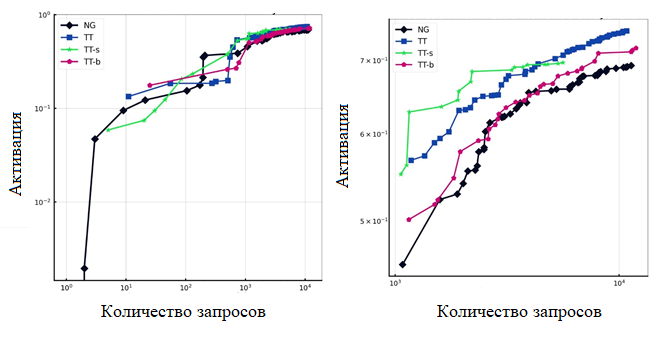 10⁰
10⁻¹
10⁻²
Активация
NG
TT
TT-s
TT-b
10⁰
10¹
10²
10³
10⁴
Количество запросов
7 × 10⁻¹
6 × 10⁻¹
5 × 10⁻¹
Активация
NG
TT
TT-s
TT-b
10³
10⁴
Количество запросов